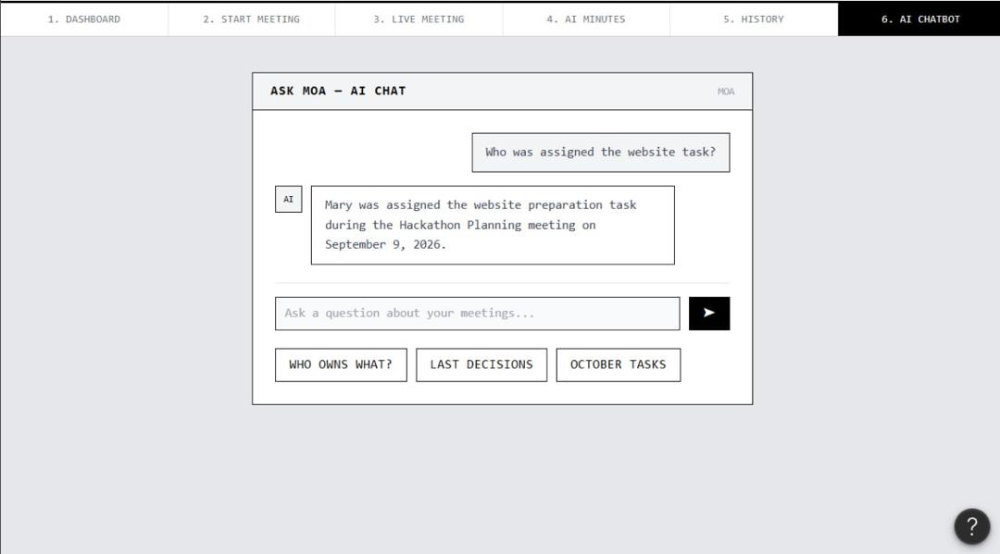 1. DASHBOARD
2. START MEETING
3. LIVE MEETING
4. AI MINUTES
5. HISTORY
6. AI CHATBOT
ASK MOA — AI CHAT
MOA
Who was assigned the website task?
AI
Mary was assigned the website preparation task
during the Hackathon Planning meeting on
September 9, 2026.
Ask a question about your meetings...
WHO OWNS WHAT?
LAST DECISIONS
OCTOBER TASKS
?